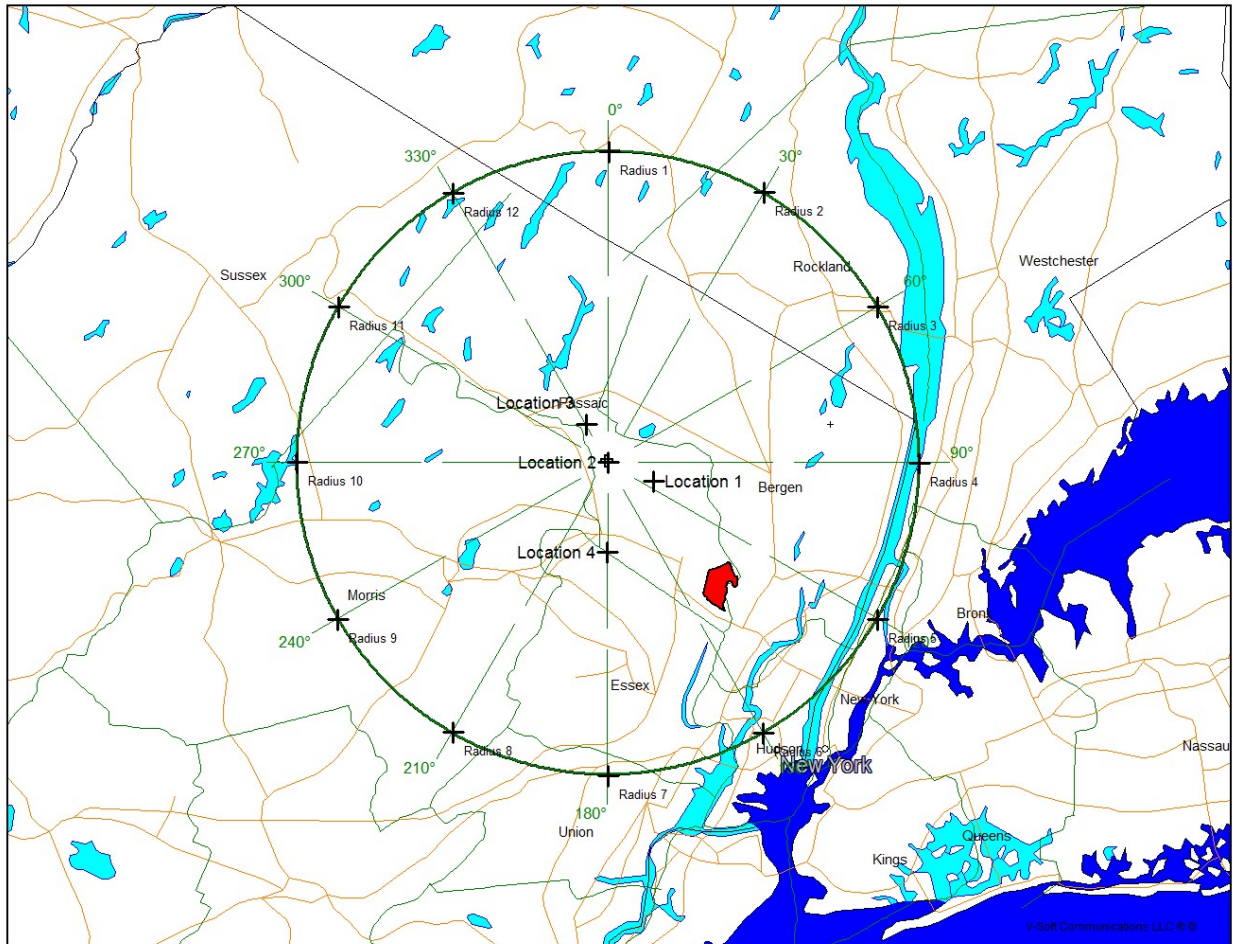 0°
330°
30°
Radius 1
Radius 12
Radius 2
Rockland
Westchester
Sussex
300°
60°
Radius 11
Radius 3
Location 3
Passaic
270°
Location 2
90°
Radius 10
Location 1
Radius 4
Bergen
Location 4
Morris
Bronx
240°
Radius 9
Radius 5
120°
Essex
New York
Radius 8
Hudson
Radius 6
Nassau
210°
New York
Radius 7
180°
Union
Queens
Kings
V-Soft Communications LLC ® ©